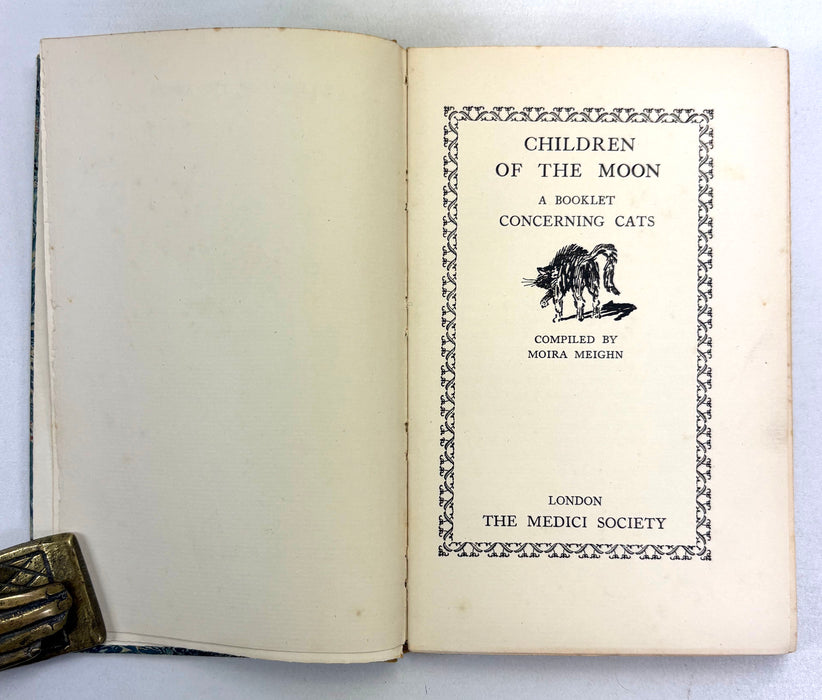 CHILDREN
OF THE MOON
A BOOKLET
CONCERNING CATS
COMPILED BY
MOIRA MEIGHN
LONDON
THE MEDICI SOCIETY